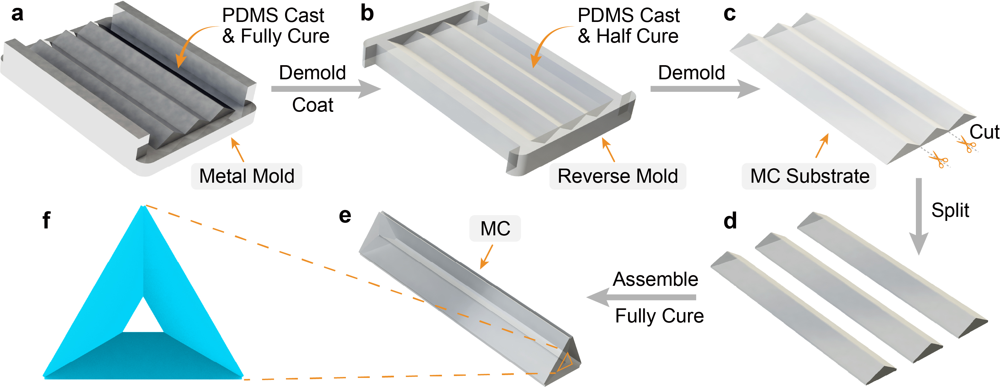 a
PDMS Cast
& Fully Cure
Demold
Coat
Metal Mold
b
PDMS Cast
& Half Cure
Demold
Reverse Mold
c
Cut
MC Substrate
Split
d
Assemble
Fully Cure
e
MC
f